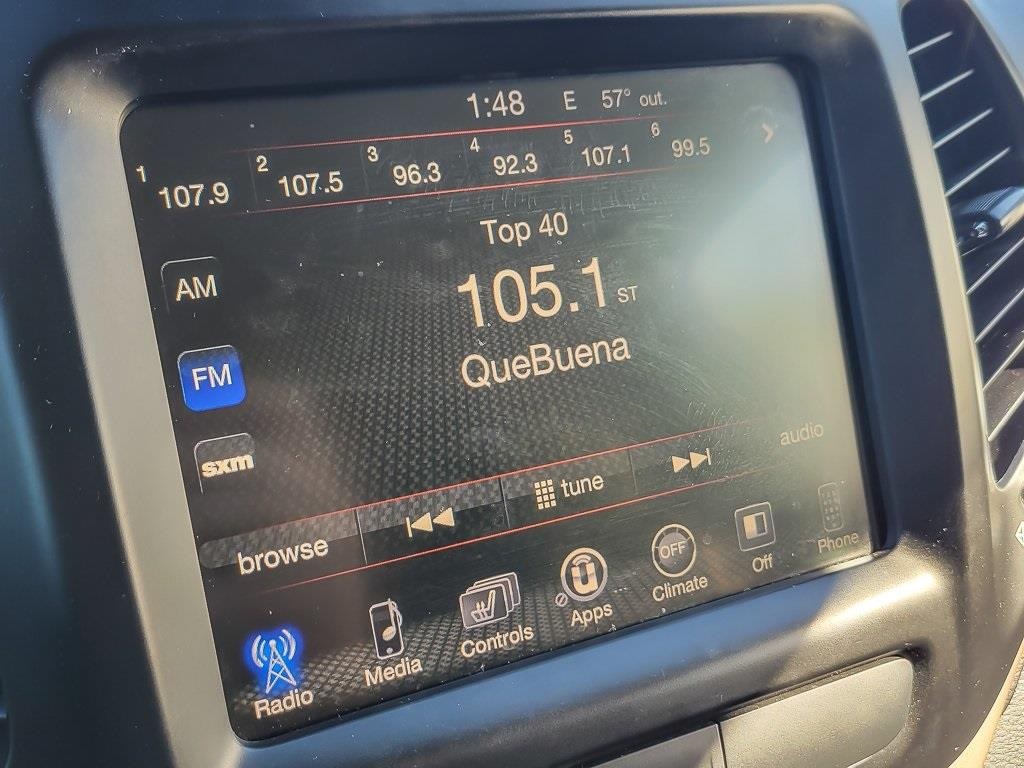 1:48 E 57° out.
1 107.9 2 107.5 3 96.3 4 92.3 5 107.1 6 99.5
Top 40
AM
105.1 ST
FM
QueBuena
sxm
browse tune audio
Radio Media Controls Apps OFF Climate Off Phone